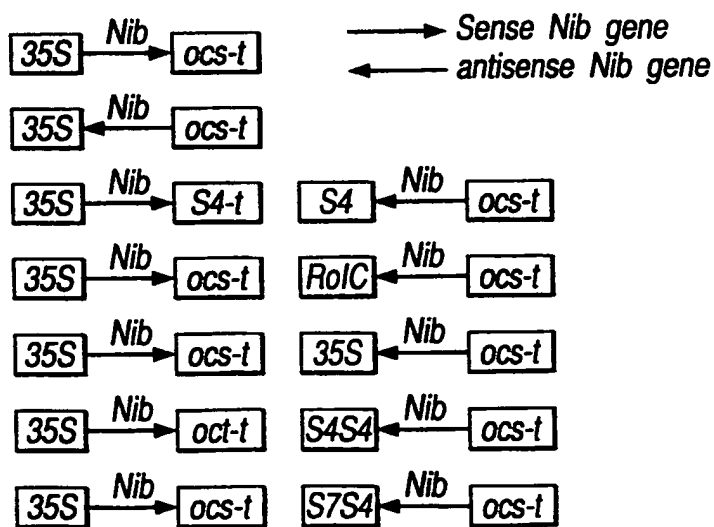 35S Nib ocs-t
Sense Nib gene
antisense Nib gene
35S Nib ocs-t
35S Nib S4-t S4 Nib ocs-t
35S Nib ocs-t RolC Nib ocs-t
35S Nib ocs-t 35S Nib ocs-t
35S Nib oct-t S4S4 Nib ocs-t
35S Nib ocs-t S7S4 Nib ocs-t